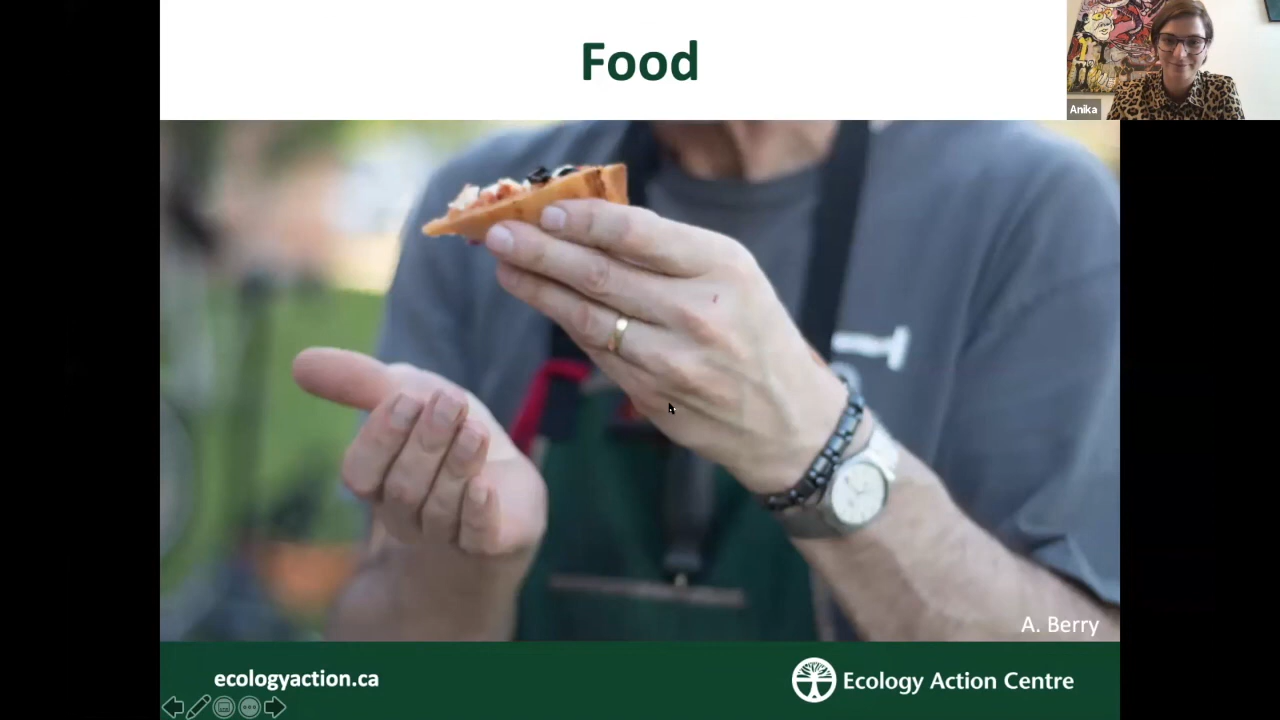 Food
Anika
T
A. Berry
ecologyaction.ca
Ecology Action Centre